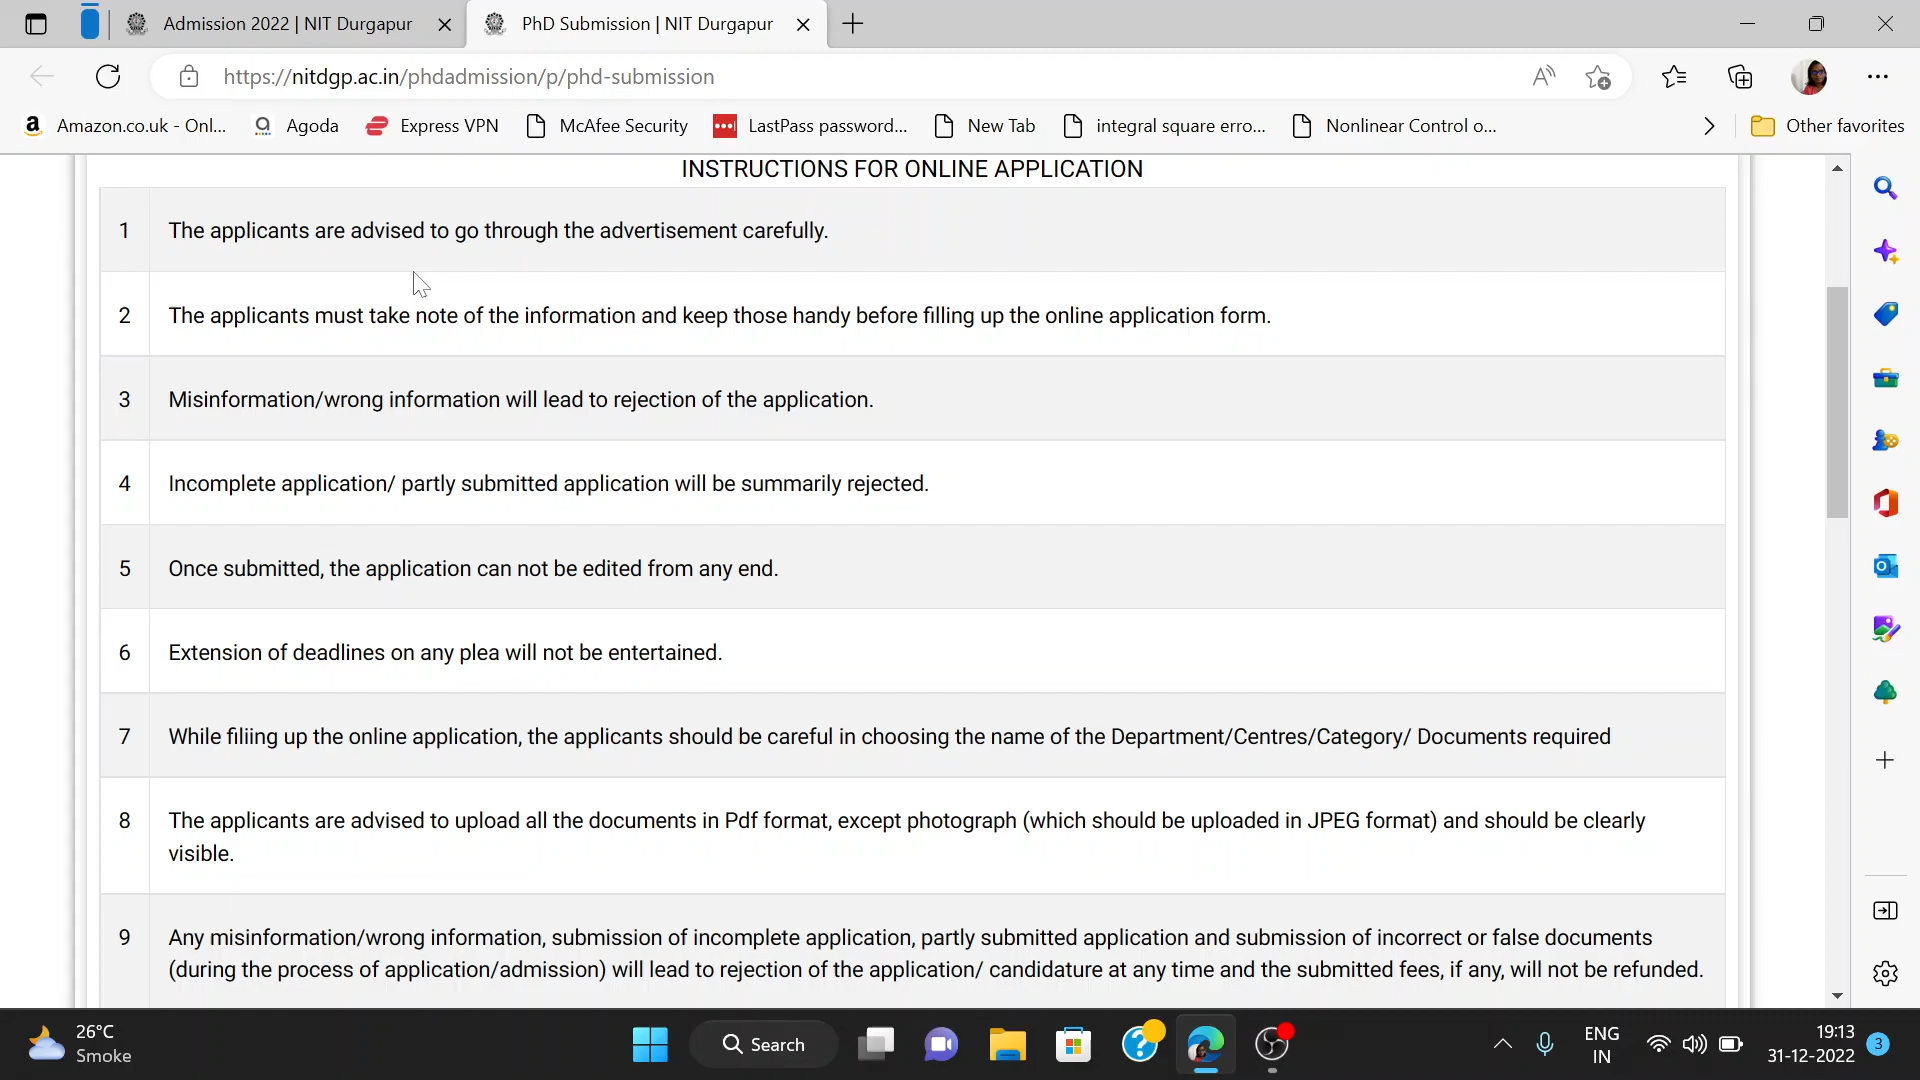 Admission 2022 | NIT Durgapur
PhD Submission | NIT Durgapur
https://nitdgp.ac.in/phdadmission/p/phd-submission
Amazon.co.uk - Onl...
Agoda
Express VPN
McAfee Security
LastPass password...
New Tab
integral square erro...
Nonlinear Control o...
Other favorites
INSTRUCTIONS FOR ONLINE APPLICATION
1 The applicants are advised to go through the advertisement carefully.
2 The applicants must take note of the information and keep those handy before filling up the online application form.
3 Misinformation/wrong information will lead to rejection of the application.
4 Incomplete application/ partly submitted application will be summarily rejected.
5 Once submitted, the application can not be edited from any end.
6 Extension of deadlines on any plea will not be entertained.
7 While filiing up the online application, the applicants should be careful in choosing the name of the Department/Centres/Category/ Documents required
8 The applicants are advised to upload all the documents in Pdf format, except photograph (which should be uploaded in JPEG format) and should be clearly
visible.
9 Any misinformation/wrong information, submission of incomplete application, partly submitted application and submission of incorrect or false documents
(during the process of application/admission) will lead to rejection of the application/ candidature at any time and the submitted fees, if any, will not be refunded.
26°C
Smoke
Search
ENG
IN
19:13
31-12-2022
3